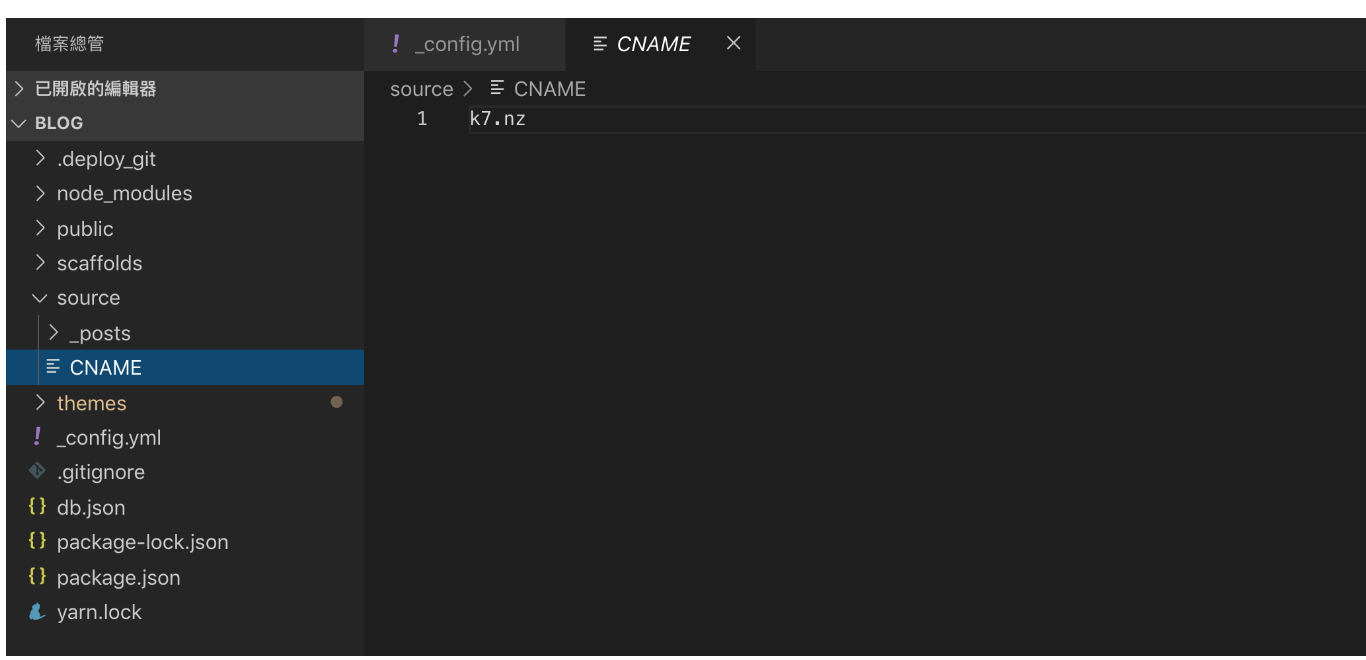 檔案總管
已開啟的編輯器
BLOG
.deploy_git
node_modules
public
scaffolds
source
_posts
CNAME
themes
! _config.yml
.gitignore
{} db.json
{} package-lock.json
{} package.json
yarn.lock
! _config.yml
CNAME
source > CNAME
1 k7.nz